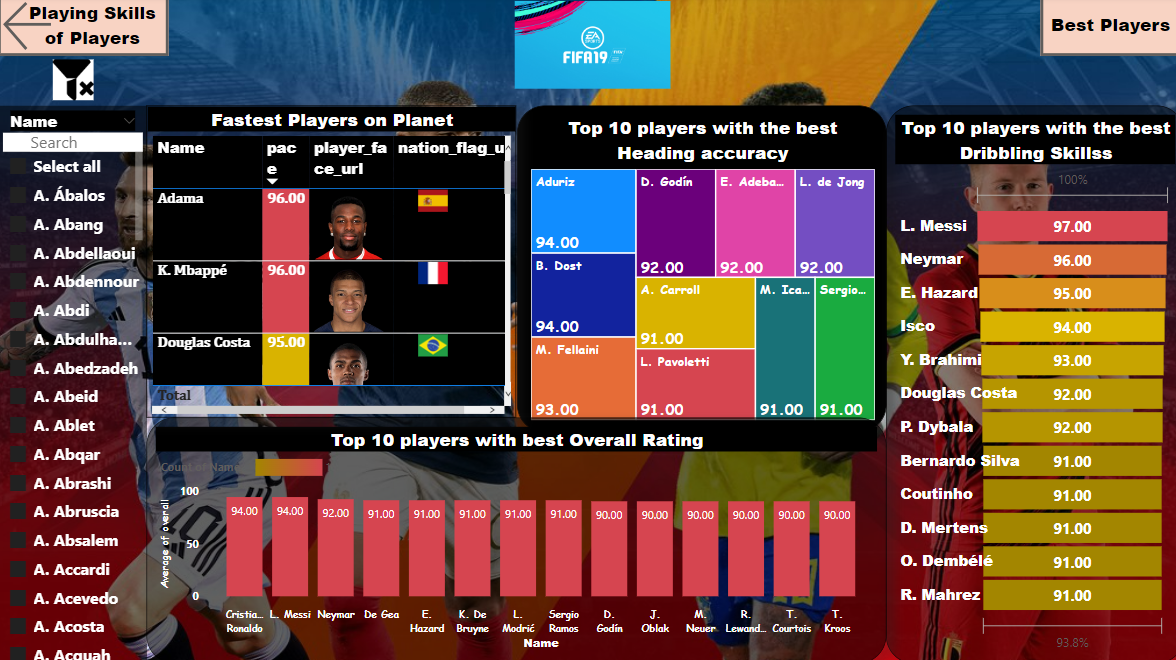 Playing Skills
of Players
EA
SPORTS
FIFA19
Best Players
Name
Search
Select all
A. Ábalos
A. Abang
A. Abdellaoui
A. Abdennour
A. Abdi
A. Abdulha...
A. Abedzadeh
A. Abeid
A. Ablet
A. Abqar
A. Abrashi
A. Abruscia
A. Absalem
A. Accardi
A. Acevedo
A. Acosta
A. Acquah
Fastest Players on Planet
Name pac player_fa nation_flag_u
e ce_url
Adama 96.00
K. Mbappé 96.00
Douglas Costa 95.00
Total
Top 10 players with the best
Heading accuracy
Aduriz
94.00
B. Dost
94.00
M. Fellaini
93.00
D. Godín
92.00
E. Adeba...
92.00
L. de Jong
92.00
A. Carroll
91.00
L. Pavoletti
91.00
M. Ica...
91.00
Sergio...
91.00
Top 10 players with the best
Dribbling Skillss
100%
L. Messi 97.00
Neymar 96.00
E. Hazard 95.00
Isco 94.00
Y. Brahimi 93.00
Douglas Costa 92.00
P. Dybala 92.00
Bernardo Silva 91.00
Coutinho 91.00
D. Mertens 91.00
O. Dembélé 91.00
R. Mahrez 91.00
93.8%
Top 10 players with best Overall Rating
Count of Name
Average of overall
100
50
0
94.00 94.00 92.00 91.00 91.00 91.00 91.00 91.00 90.00 90.00 90.00 90.00 90.00 90.00
Cristia... L. Messi Neymar De Gea E. K. De L. Sergio D. J. M. R. T. T.
Ronaldo Hazard Bruyne Modrić Ramos Godín Oblak Neuer Lewand... Courtois Kroos
Name